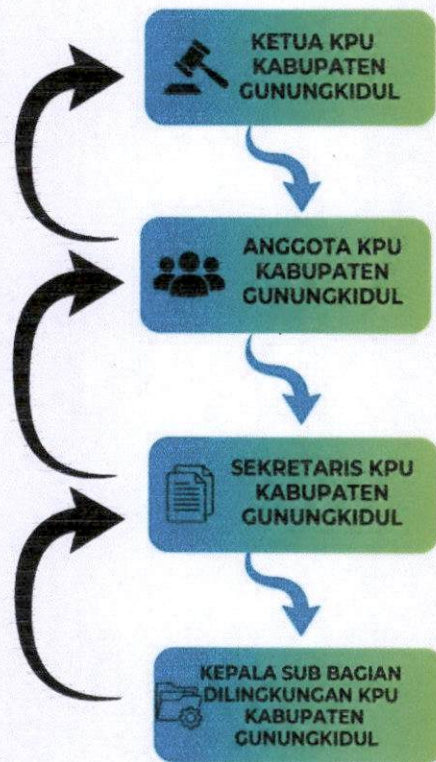 KETUA KPU
KABUPATEN
GUNUNGKIDUL
ANGGOTA KPU
KABUPATEN
GUNUNGKIDUL
SEKRETARIS KPU
KABUPATEN
GUNUNGKIDUL
KEPALA SUB BAGIAN
DILINGKUNGAN KPU
KABUPATEN
GUNUNGKIDUL